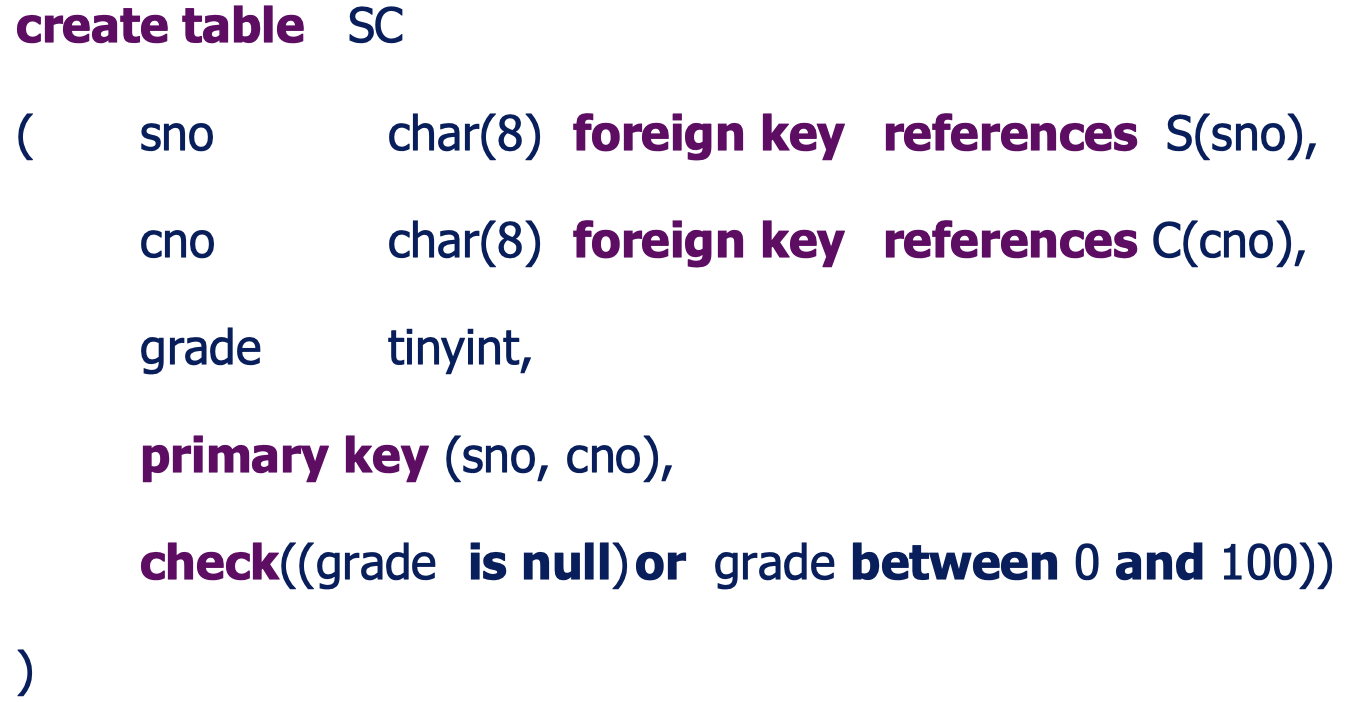 create table SC
( sno char(8) foreign key references S(sno),
cno char(8) foreign key references C(cno),
grade tinyint,
primary key (sno, cno),
check((grade is null) or grade between 0 and 100))
)